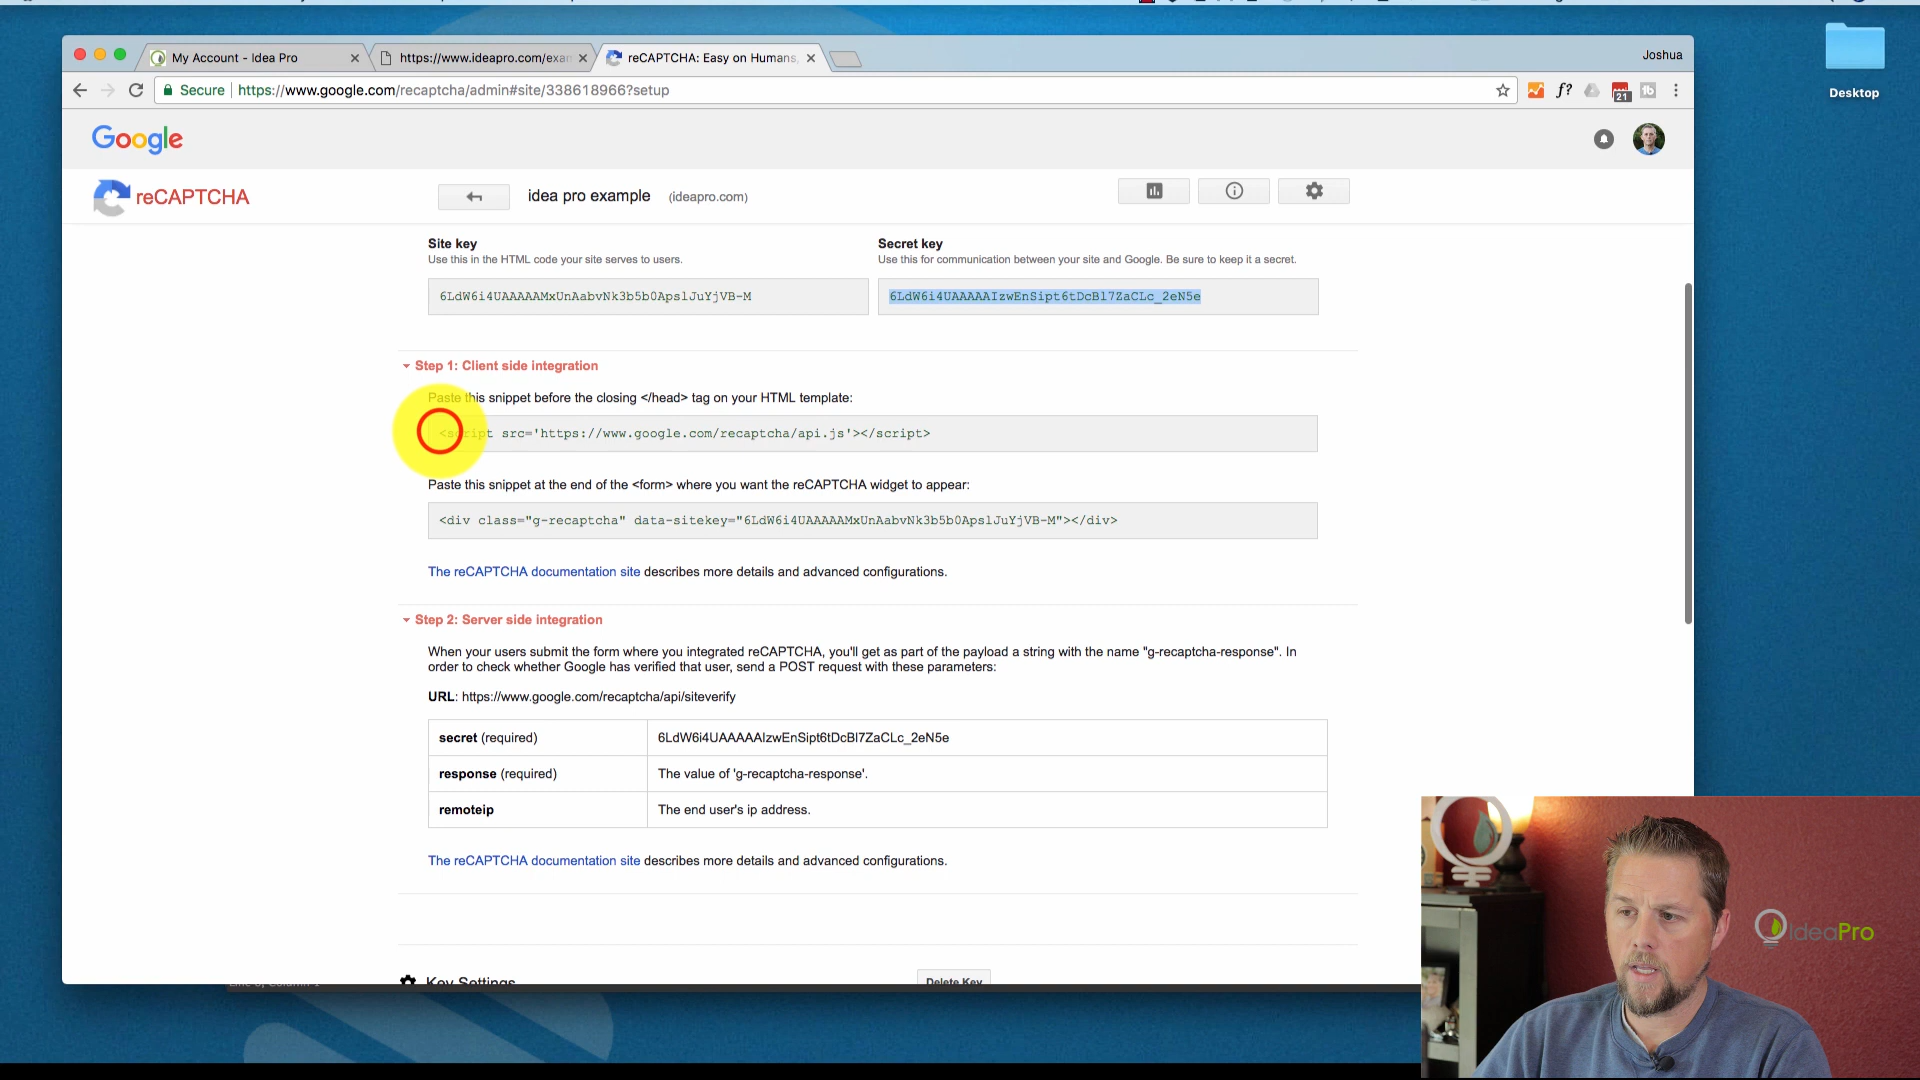 My Account - Idea Pro
https://www.ideapro.com/exam
reCAPTCHA: Easy on Humans,
Joshua
Secure
https://www.google.com/recaptcha/admin#site/338618966?setup
f?
21
Desktop
Google
reCAPTCHA
idea pro example
(ideapro.com)
Site key
Secret key
Use this in the HTML code your site serves to users.
Use this for communication between your site and Google. Be sure to keep it a secret.
6LdW6i4UAAAAAMxUnAabvNk3b5b0ApslJuYjVB-M
6LdW6i4UAAAAAIzwEnSipt6tDcBl7ZaCLc_2eN5e
Step 1: Client side integration
Paste this snippet before the closing </head> tag on your HTML template:
<script src='https://www.google.com/recaptcha/api.js'></script>
Paste this snippet at the end of the <form> where you want the reCAPTCHA widget to appear:
<div class="g-recaptcha" data-sitekey="6LdW6i4UAAAAAMxUnAabvNk3b5b0ApslJuYjVB-M"></div>
The reCAPTCHA documentation site describes more details and advanced configurations.
Step 2: Server side integration
When your users submit the form where you integrated reCAPTCHA, you'll get as part of the payload a string with the name "g-recaptcha-response". In
order to check whether Google has verified that user, send a POST request with these parameters:
URL: https://www.google.com/recaptcha/api/siteverify
secret (required)
6LdW6i4UAAAAAIzwEnSipt6tDcBl7ZaCLc_2eN5e
response (required)
The value of 'g-recaptcha-response'.
remoteip
The end user's ip address.
The reCAPTCHA documentation site describes more details and advanced configurations.
Key Settings
Delete Key
IdeaPro